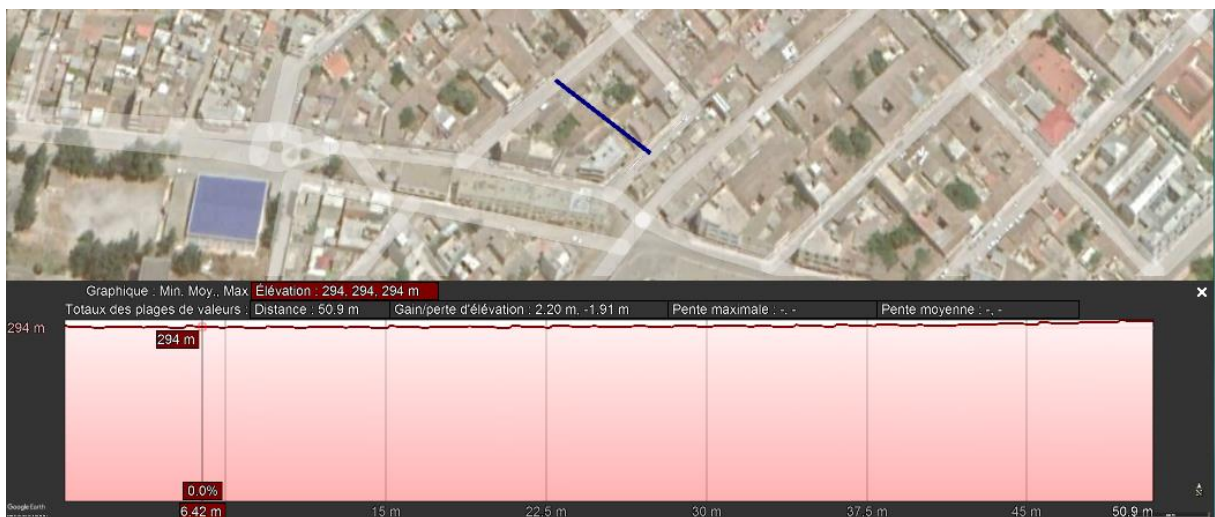 Graphique : Min. Moy., Max Élévation : 294, 294, 294 m
Totaux des plages de valeurs : Distance : 50.9 m Gain/perte d'élévation : 2.20 m. -1.91 m Pente maximale : -. - Pente moyenne : -. -
294 m
294 m
0.0%
6.42 m 15 m 22.5 m 30 m 37.5 m 45 m 50.9 m
Google Earth
N